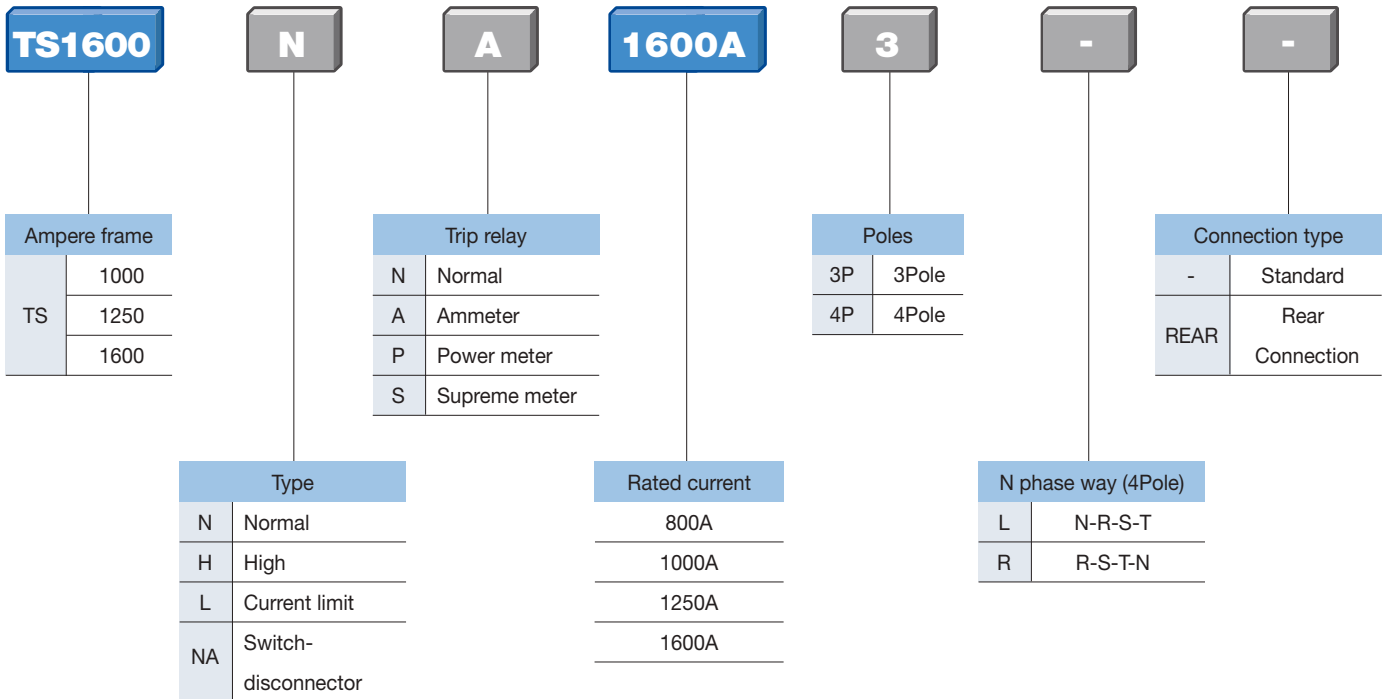 TS1600 N A 1600A 3 - -
Ampere frame
TS 1000
1250
1600
Trip relay
N Normal
A Ammeter
P Power meter
S Supreme meter
Poles
3P 3Pole
4P 4Pole
Connection type
- Standard
REAR Rear
Connection
Type
N Normal
H High
L Current limit
NA Switch-
disconnector
Rated current
800A
1000A
1250A
1600A
N phase way (4Pole)
L N-R-S-T
R R-S-T-N